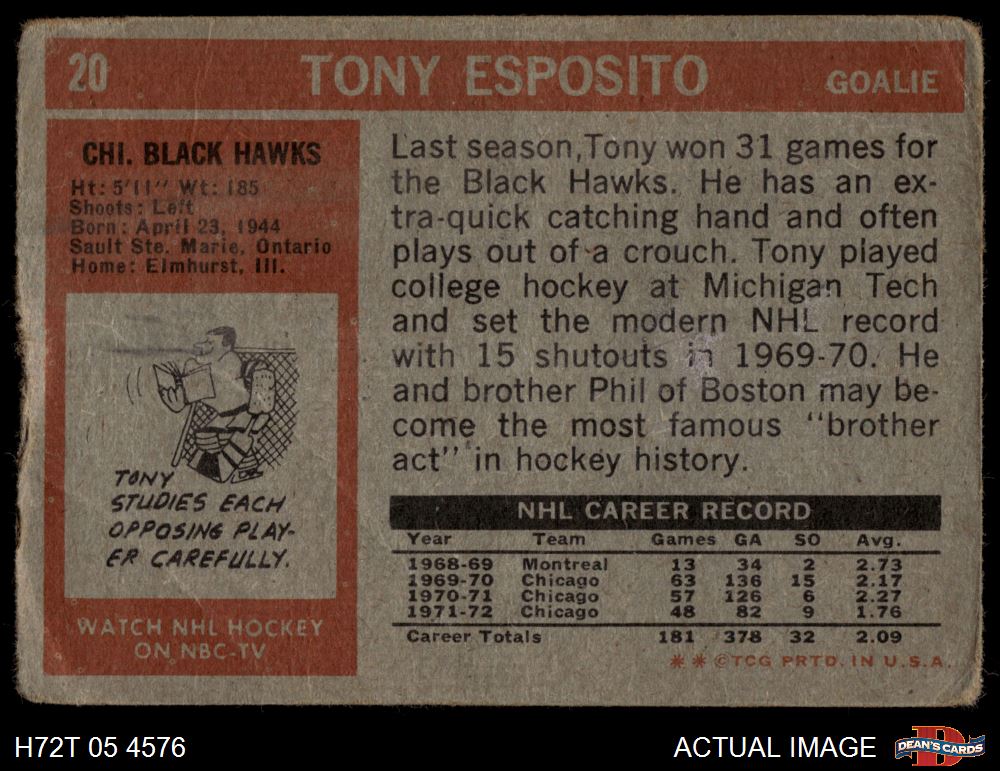 20
TONY ESPOSITO
GOALIE
CHI. BLACK HAWKS
Ht: 5'11" Wt: 185
Shoots: Left
Born: April 23, 1944
Sault Ste. Marie, Ontario
Home: Elmhurst, Ill.
TONY
STUDIES EACH
OPPOSING PLAY-
ER CAREFULLY.
WATCH NHL HOCKEY
ON NBC-TV
Last season, Tony won 31 games for
the Black Hawks. He has an ex-
tra-quick catching hand and often
plays out of a crouch. Tony played
college hockey at Michigan Tech
and set the modern NHL record
with 15 shutouts in 1969-70. He
and brother Phil of Boston may be-
come the most famous "brother
act" in hockey history.
NHL CAREER RECORD
Year Team Games GA SO Avg.
1968-69 Montreal 13 34 2 2.73
1969-70 Chicago 63 136 15 2.17
1970-71 Chicago 57 126 6 2.27
1971-72 Chicago 48 82 9 1.76
Career Totals 181 378 32 2.09
* * ©TCG PRTD. IN U.S.A.
H72T 05 4576
ACTUAL IMAGE
D
DEAN'S CARDS